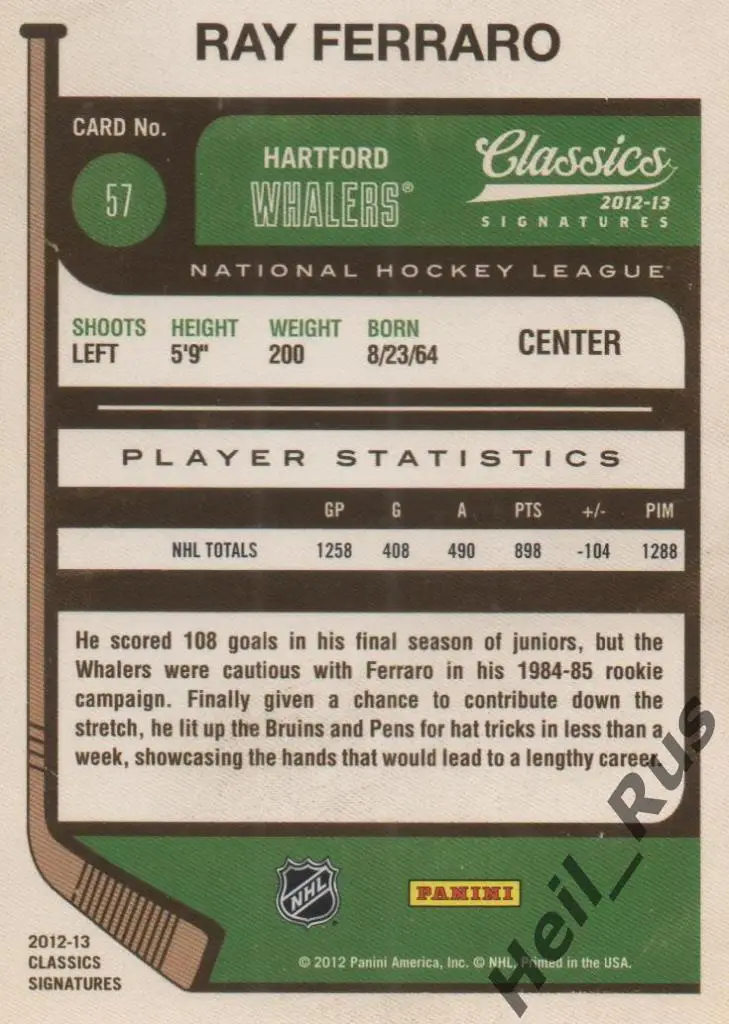 RAY FERRARO
CARD No.
57
HARTFORD
WHALERS®
Classics
2012-13
SIGNATURES
NATIONAL HOCKEY LEAGUE
SHOOTS HEIGHT WEIGHT BORN
LEFT 5'9" 200 8/23/64
CENTER
PLAYER STATISTICS
GP G A PTS +/- PIM
NHL TOTALS 1258 408 490 898 -104 1288
He scored 108 goals in his final season of juniors, but the
Whalers were cautious with Ferraro in his 1984-85 rookie
campaign. Finally given a chance to contribute down the
stretch, he lit up the Bruins and Pens for hat tricks in less than a
week, showcasing the hands that would lead to a lengthy career.
NHL
PANINI
2012-13
CLASSICS
SIGNATURES
© 2012 Panini America, Inc. © NHL, Printed in the USA.
Heil_Rus